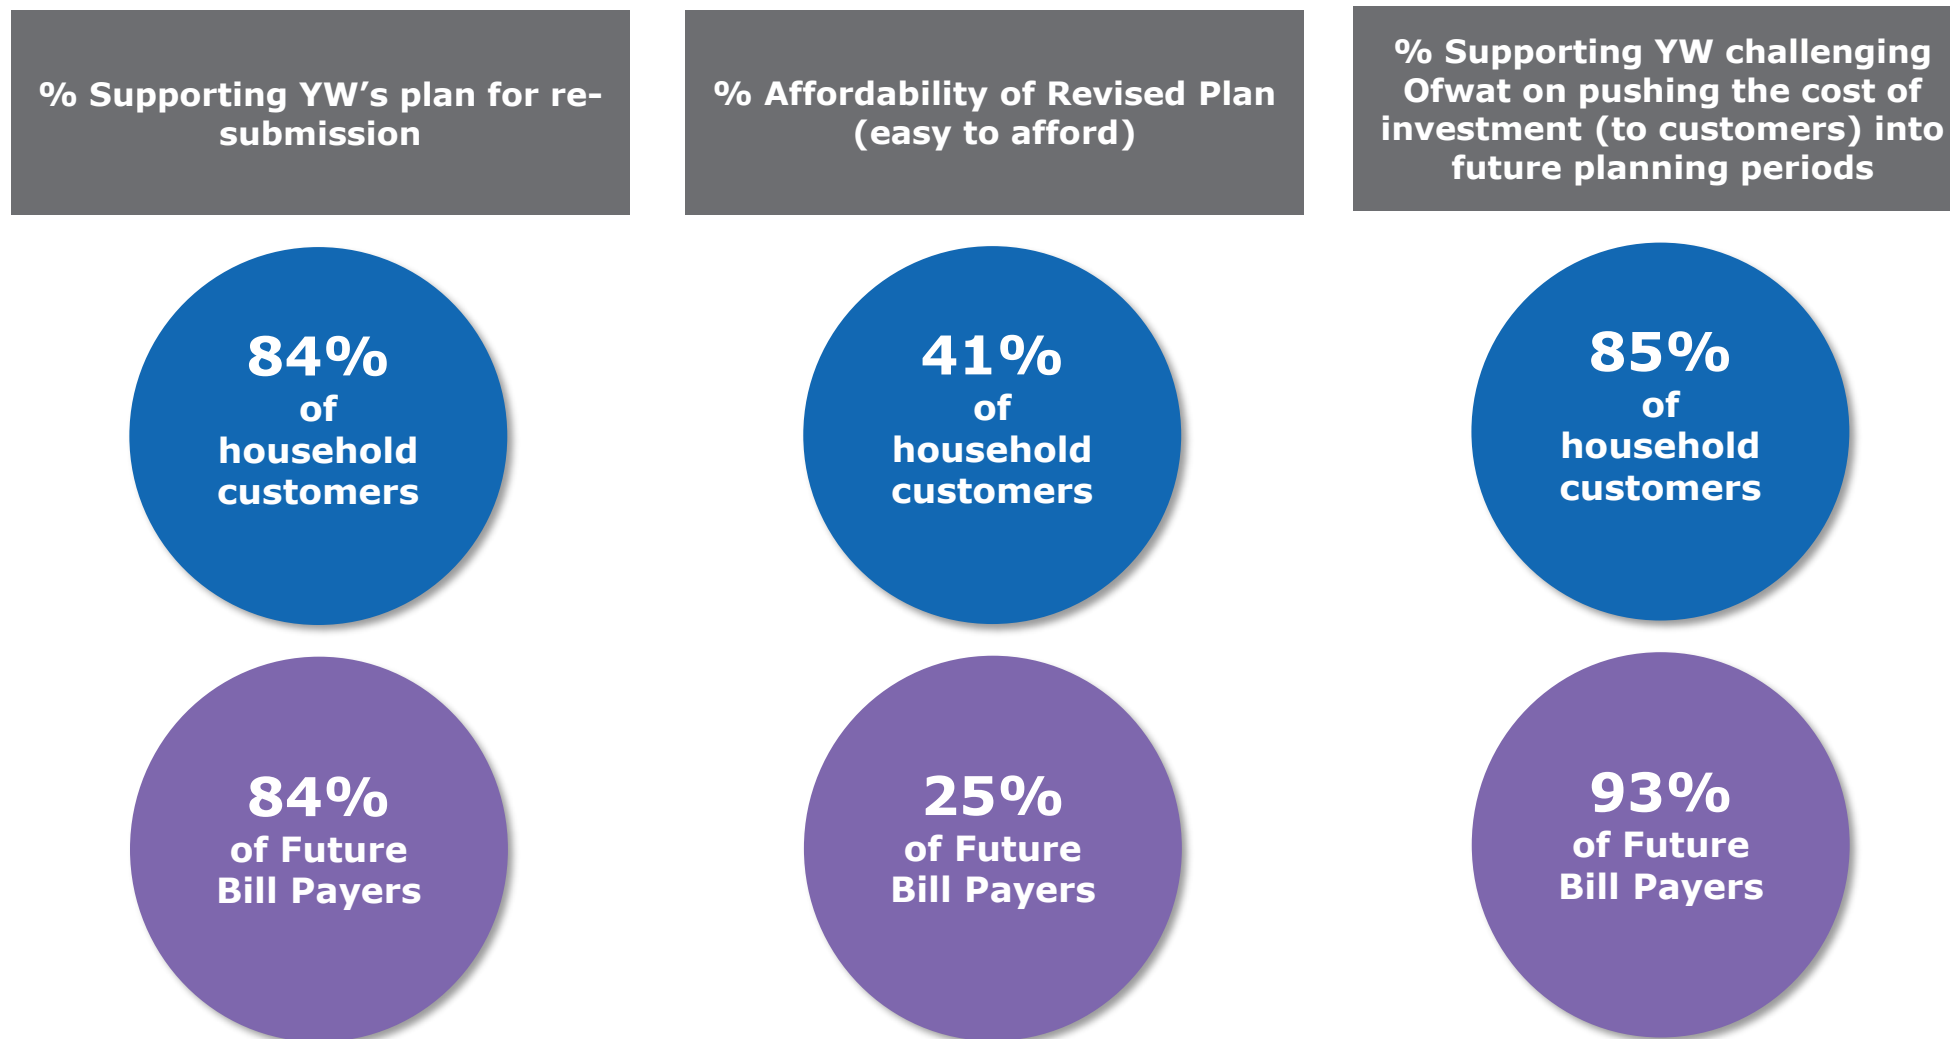 % Supporting YW’s plan for re-
submission
% Affordability of Revised Plan
(easy to afford)
% Supporting YW challenging
Ofwat on pushing the cost of
investment (to customers) into
future planning periods
84%
of
household
customers
41%
of
household
customers
85%
of
household
customers
84%
of Future
Bill Payers
25%
of Future
Bill Payers
93%
of Future
Bill Payers